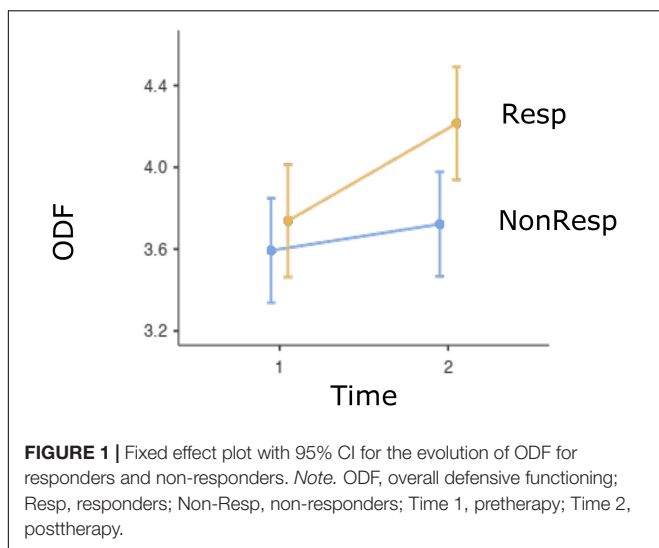 4.4
Resp
4.0
ODF
NonResp
3.6
3.2
1
2
Time
FIGURE 1 | Fixed effect plot with 95% CI for the evolution of ODF for
responders and non-responders. Note. ODF, overall defensive functioning;
Resp, responders; Non-Resp, non-responders; Time 1, pretherapy; Time 2,
posttherapy.